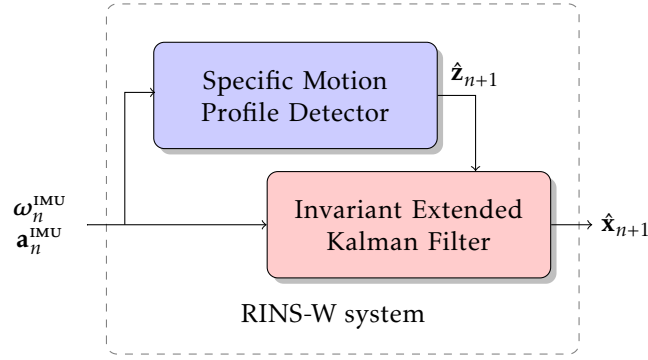 Specific Motion
Profile Detector
ẑₙ₊₁
ωₙᴵᴹᵁ
aₙᴵᴹᵁ
Invariant Extended
Kalman Filter
x̂ₙ₊₁
RINS-W system